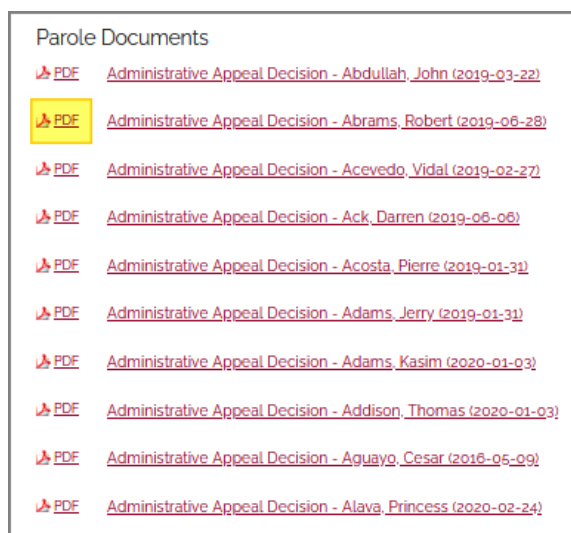 Parole Documents
PDF Administrative Appeal Decision - Abdullah, John (2019-03-22)
PDF Administrative Appeal Decision - Abrams, Robert (2019-06-28)
PDF Administrative Appeal Decision - Acevedo, Vidal (2019-02-27)
PDF Administrative Appeal Decision - Ack, Darren (2019-06-06)
PDF Administrative Appeal Decision - Acosta, Pierre (2019-01-31)
PDF Administrative Appeal Decision - Adams, Jerry (2019-01-31)
PDF Administrative Appeal Decision - Adams, Kasim (2020-01-03)
PDF Administrative Appeal Decision - Addison, Thomas (2020-01-03)
PDF Administrative Appeal Decision - Aguayo, Cesar (2016-05-09)
PDF Administrative Appeal Decision - Alava, Princess (2020-02-24)